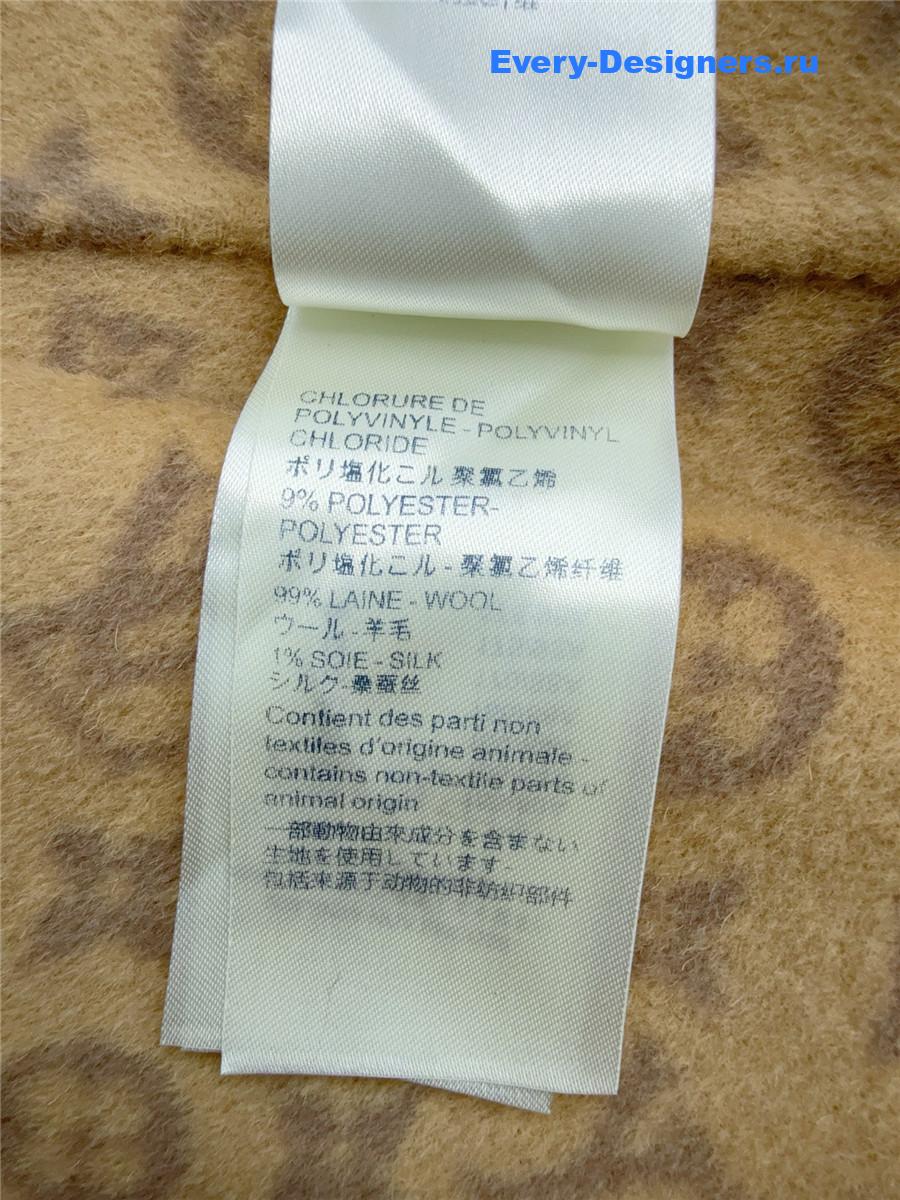 Every-Designers.ru
CHLORURE DE
POLYVINYLE - POLYVINYL
CHLORIDE
ポリ塩化こル 聚氯乙烯
9% POLYESTER-
POLYESTER
ポリ塩化こル - 聚氯乙烯纤维
99% LAINE - WOOL
ウール - 羊毛
1% SOIE - SILK
シルク-桑蚕丝
Contient des parti non
textiles d'origine animale -
contains non-textile parts of
animal origin
一部動物由来成分を含まない
生地を使用しています-
包括来源于动物的非纺织部件